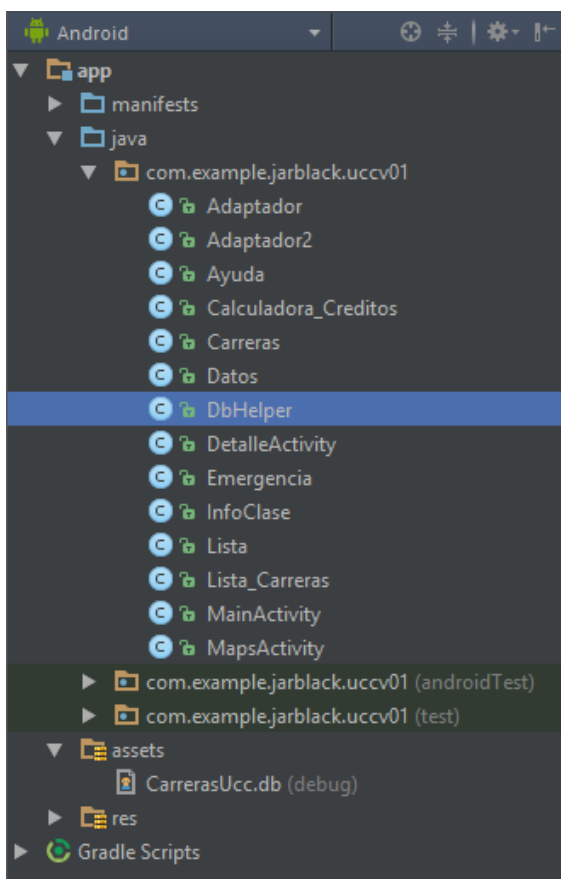 Android
app
manifests
java
com.example.jarblack.uccv01
Adaptador
Adaptador2
Ayuda
Calculadora_Creditos
Carreras
Datos
DbHelper
DetalleActivity
Emergencia
InfoClase
Lista
Lista_Carreras
MainActivity
MapsActivity
com.example.jarblack.uccv01 (androidTest)
com.example.jarblack.uccv01 (test)
assets
CarrerasUcc.db (debug)
res
Gradle Scripts